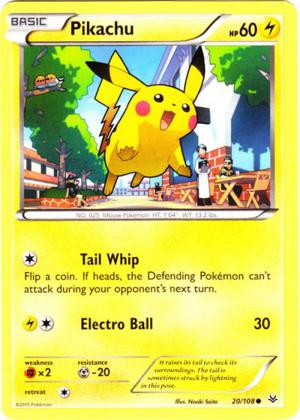 BASIC
Pikachu
HP60
NO. 025 Mouse Pokémon HT. 1'04" WT. 13.2 lbs.
Tail Whip
Flip a coin. If heads, the Defending Pokémon can't
attack during your opponent's next turn.
Electro Ball 30
weakness
×2
resistance
-20
retreat
It raises its tail to check its
surroundings. The tail is
sometimes struck by lightning
in this pose.
Illus. Naoki Saito
20/108
©2015 Pokémon